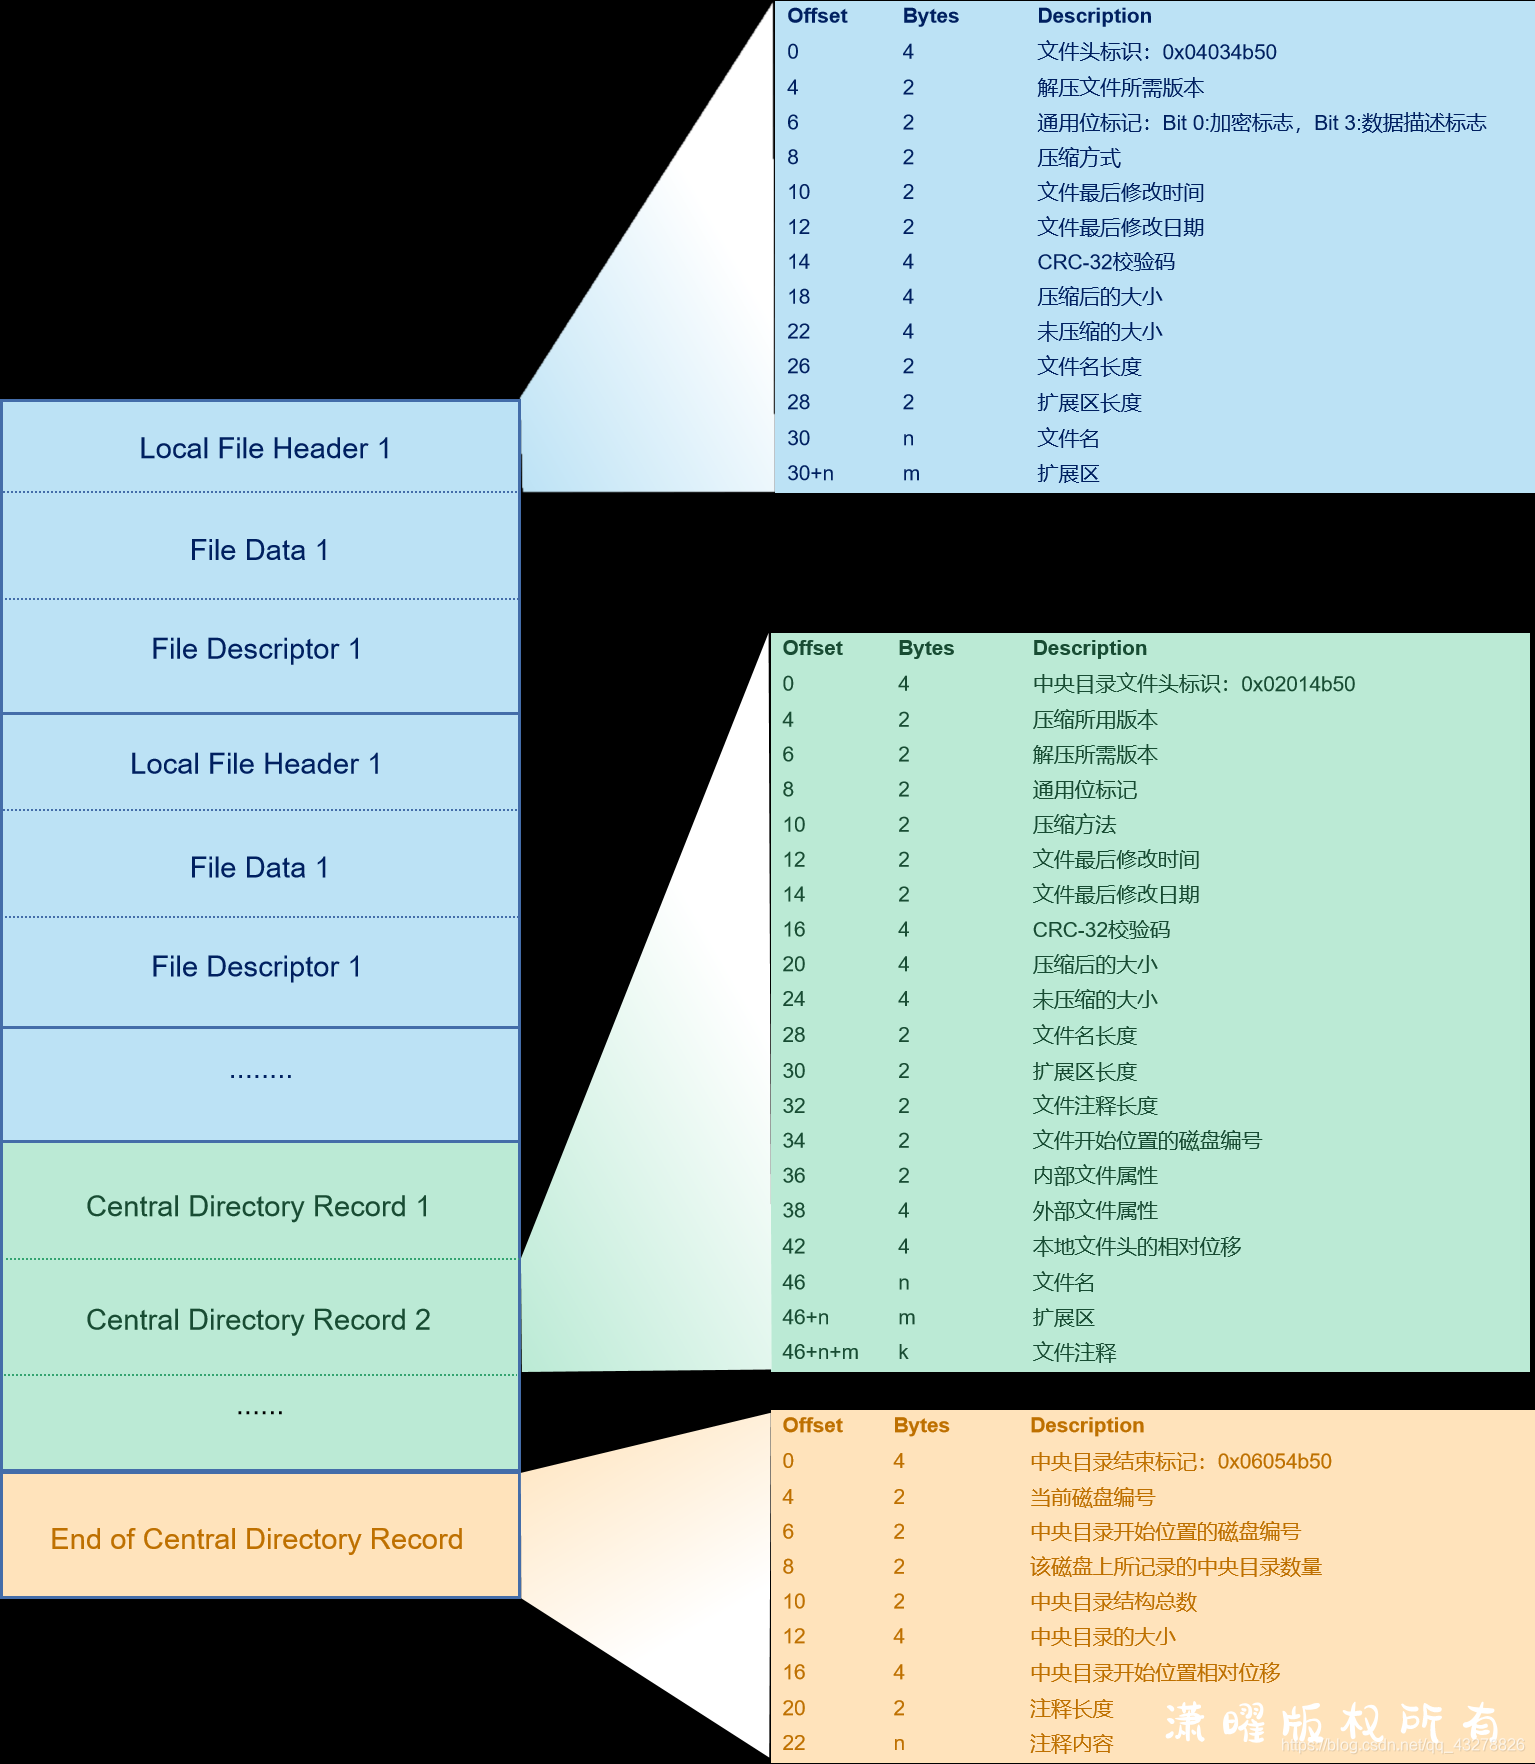 Offset Bytes Description
0 4 文件头标识：0x04034b50
4 2 解压文件所需版本
6 2 通用位标记：Bit 0:加密标志，Bit 3:数据描述标志
8 2 压缩方式
10 2 文件最后修改时间
12 2 文件最后修改日期
14 4 CRC-32校验码
18 4 压缩后的大小
22 4 未压缩的大小
26 2 文件名长度
28 2 扩展区长度
30 n 文件名
30+n m 扩展区
Local File Header 1
File Data 1
File Descriptor 1
Local File Header 1
File Data 1
File Descriptor 1
........
Central Directory Record 1
Central Directory Record 2
......
End of Central Directory Record
Offset Bytes Description
0 4 中央目录文件头标识：0x02014b50
4 2 压缩所用版本
6 2 解压所需版本
8 2 通用位标记
10 2 压缩方法
12 2 文件最后修改时间
14 2 文件最后修改日期
16 4 CRC-32校验码
20 4 压缩后的大小
24 4 未压缩的大小
28 2 文件名长度
30 2 扩展区长度
32 2 文件注释长度
34 2 文件开始位置的磁盘编号
36 2 内部文件属性
38 4 外部文件属性
42 4 本地文件头的相对位移
46 n 文件名
46+n m 扩展区
46+n+m k 文件注释
Offset Bytes Description
0 4 中央目录结束标记：0x06054b50
4 2 当前磁盘编号
6 2 中央目录开始位置的磁盘编号
8 2 该磁盘上所记录的中央目录数量
10 2 中央目录结构总数
12 4 中央目录的大小
16 4 中央目录开始位置相对位移
20 2 注释长度
22 n 注释内容
潇曜版权所有
https://blog.csdn.net/qq_43278826